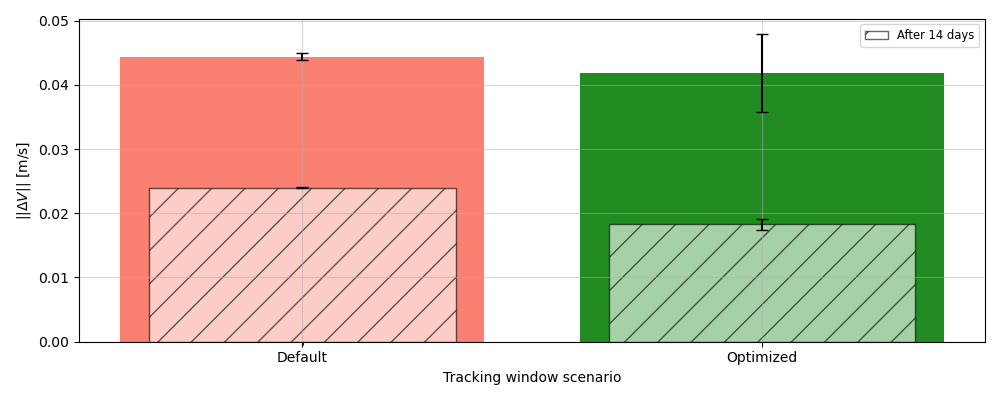 0.05
0.04
0.03
0.02
0.01
0.00
||ΔV|| [m/s]
After 14 days
Default
Optimized
Tracking window scenario